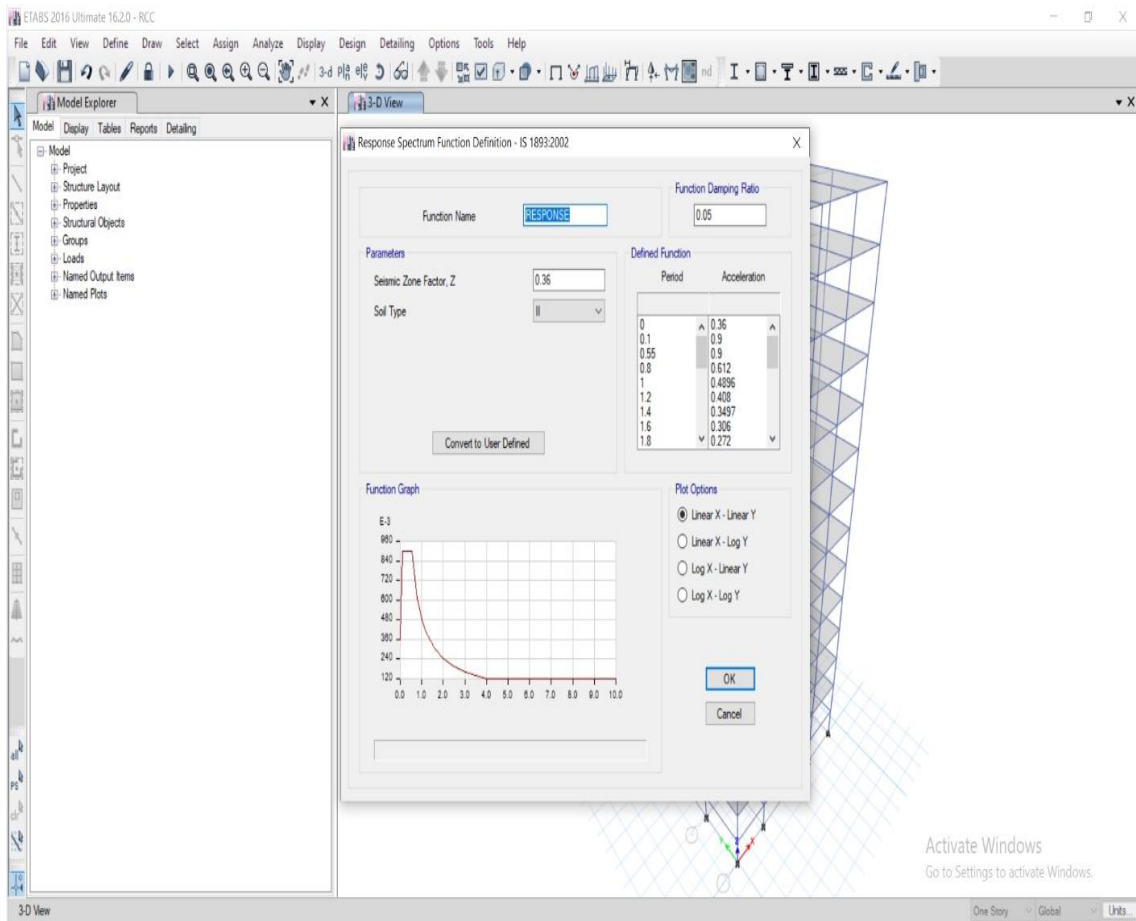 ETABS 2016 Ultimate 16.2.0 - RCC
File Edit View Define Draw Select Assign Analyze Display Design Detailing Options Tools Help
3-d
nd
Model Explorer
3-D View
Model Display Tables Reports Detailing
Model
Project
Structure Layout
Properties
Structural Objects
Groups
Loads
Named Output Items
Named Plots
Response Spectrum Function Definition - IS 1893:2002
Function Name RESPONSE
Function Damping Ratio
0.05
Parameters
Seismic Zone Factor, Z 0.36
Soil Type II
Convert to User Defined
Defined Function
Period Acceleration
0 0.36
0.1 0.9
0.55 0.9
0.8 0.612
1 0.4896
1.2 0.408
1.4 0.3497
1.6 0.306
1.8 0.272
Function Graph
E-3
960
840
720
600
480
360
240
120
0.0 1.0 2.0 3.0 4.0 5.0 6.0 7.0 8.0 9.0 10.0
Plot Options
Linear X - Linear Y
Linear X - Log Y
Log X - Linear Y
Log X - Log Y
OK
Cancel
all
PS
clr
Activate Windows
Go to Settings to activate Windows.
3-D View
One Story Global Units...